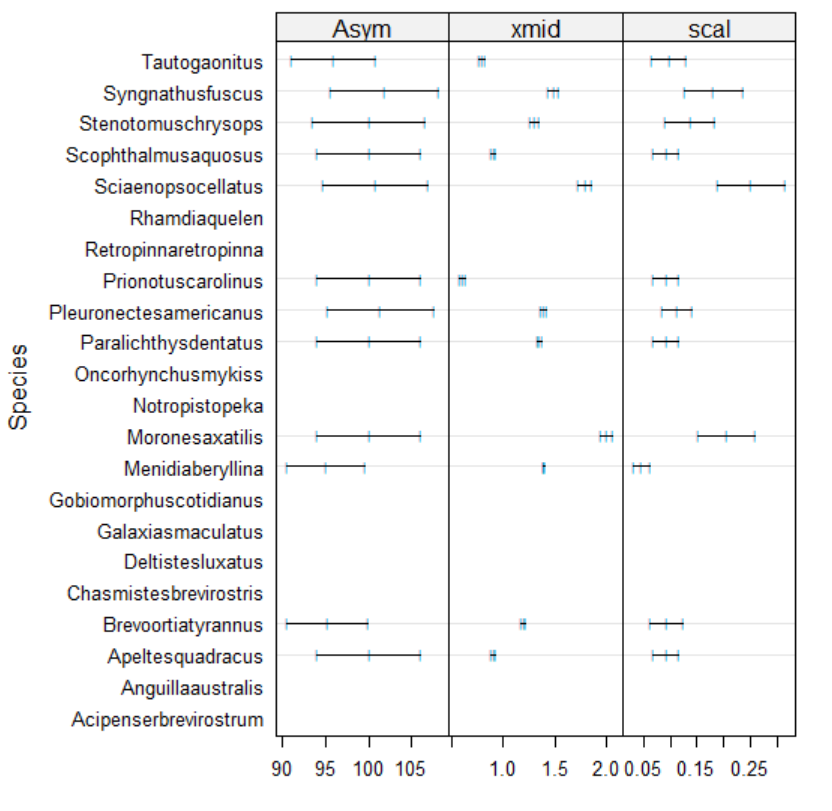 Asym xmid scal
Tautogaonitus
Syngnathusfuscus
Stenotomuschrysops
Scophthalmusaquosus
Sciaenopsocellatus
Rhamdiaquelen
Retropinnaretropinna
Prionotuscarolinus
Pleuronectesamericanus
Paralichthysdentatus
Oncorhynchusmykiss
Notropistopeka
Moronesaxatilis
Menidiaberyllina
Gobiomorphuscotidianus
Galaxiasmaculatus
Deltistesluxatus
Chasmistesbrevirostris
Brevoortiatyrannus
Apeltesquadracus
Anguillaaustralis
Acipenserbrevirostrum
Species
90 95 100 105 1.0 1.5 2.0 0.05 0.15 0.25